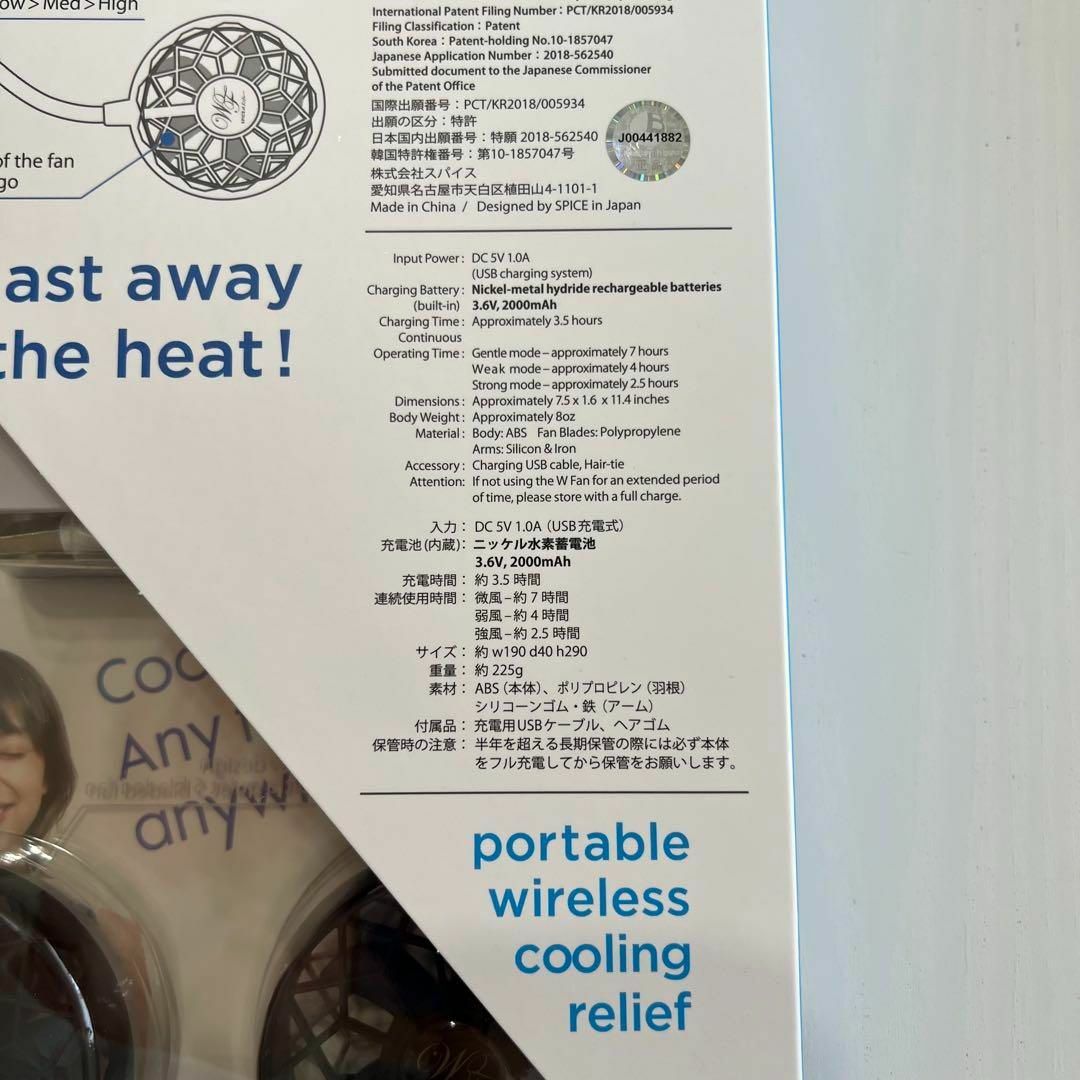 ow>Med>High
of the fan
go
International Patent Filing Number : PCT/KR2018/005934
Filing Classification : Patent
South Korea : Patent-holding No.10-1857047
Japanese Application Number : 2018-562540
Submitted document to the Japanese Commissioner
of the Patent Office
国際出願番号：PCT/KR2018/005934
出願の区分：特許
日本国内出願番号：特願 2018-562540
韓国特許権番号：第10-1857047号
株式会社スパイス
愛知県名古屋市天白区植田山4-1101-1
Made in China / Designed by SPICE in Japan
J00441882
ast away
the heat!
Input Power : DC 5V 1.0A
(USB charging system)
Charging Battery : Nickel-metal hydride rechargeable batteries
(built-in) 3.6V, 2000mAh
Charging Time : Approximately 3.5 hours
Continuous
Operating Time : Gentle mode – approximately 7 hours
Weak mode – approximately 4 hours
Strong mode – approximately 2.5 hours
Dimensions : Approximately 7.5 x 1.6 x 11.4 inches
Body Weight : Approximately 8oz
Material : Body: ABS Fan Blades: Polypropylene
Arms: Silicon & Iron
Accessory : Charging USB cable, Hair-tie
Attention: If not using the W Fan for an extended period
of time, please store with a full charge.
入力： DC 5V 1.0A（USB充電式）
充電池(内蔵)： ニッケル水素蓄電池
3.6V, 2000mAh
充電時間： 約 3.5 時間
連続使用時間： 微風 – 約 7 時間
弱風 – 約 4 時間
強風 – 約 2.5 時間
サイズ： 約 w190 d40 h290
重量： 約 225g
素材： ABS（本体）、ポリプロピレン（羽根）
シリコーンゴム・鉄（アーム）
付属品： 充電用USBケーブル、ヘアゴム
保管時の注意： 半年を超える長期保管の際には必ず本体
をフル充電してから保管をお願いします。
Coo
Any
anyw
portable
wireless
cooling
relief